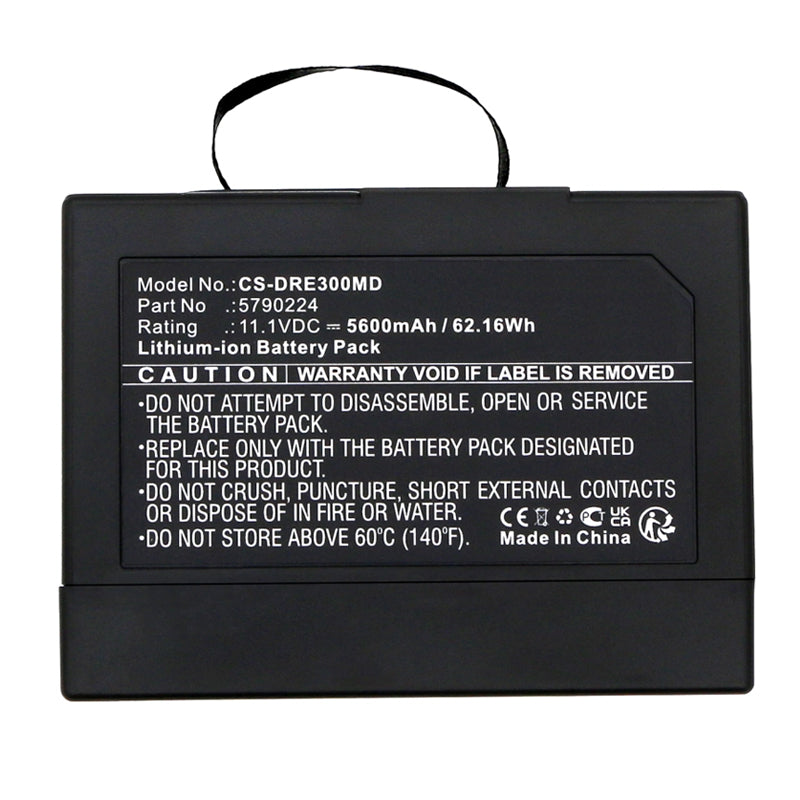 Model No.:CS-DRE300MD
Part No .:5790224
Rating .:11.1VDC ⎓ 5600mAh / 62.16Wh
Lithium-ion Battery Pack
CAUTION | WARRANTY VOID IF LABEL IS REMOVED
•DO NOT ATTEMPT TO DISASSEMBLE, OPEN OR SERVICE
THE BATTERY PACK.
•REPLACE ONLY WITH THE BATTERY PACK DESIGNATED
FOR THIS PRODUCT.
•DO NOT CRUSH, PUNCTURE, SHORT EXTERNAL CONTACTS
OR DISPOSE OF IN FIRE OR WATER.
•DO NOT STORE ABOVE 60°C (140°F).
CE PCT UKCA
Made In China